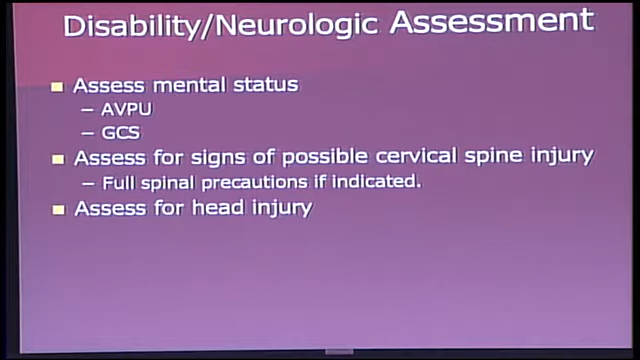 Disability/Neurologic Assessment
Assess mental status
– AVPU
– GCS
Assess for signs of possible cervical spine injury
– Full spinal precautions if indicated.
Assess for head injury